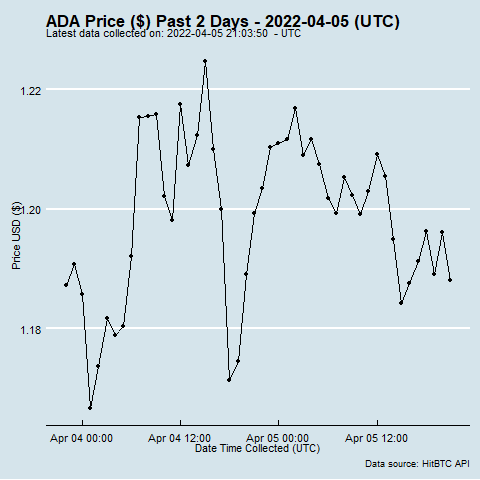 ADA Price ($) Past 2 Days - 2022-04-05 (UTC)
Latest data collected on: 2022-04-05 21:03:50 - UTC
1.22
1.20
1.18
Price USD ($)
Apr 04 00:00 Apr 04 12:00 Apr 05 00:00 Apr 05 12:00
Date Time Collected (UTC)
Data source: HitBTC API